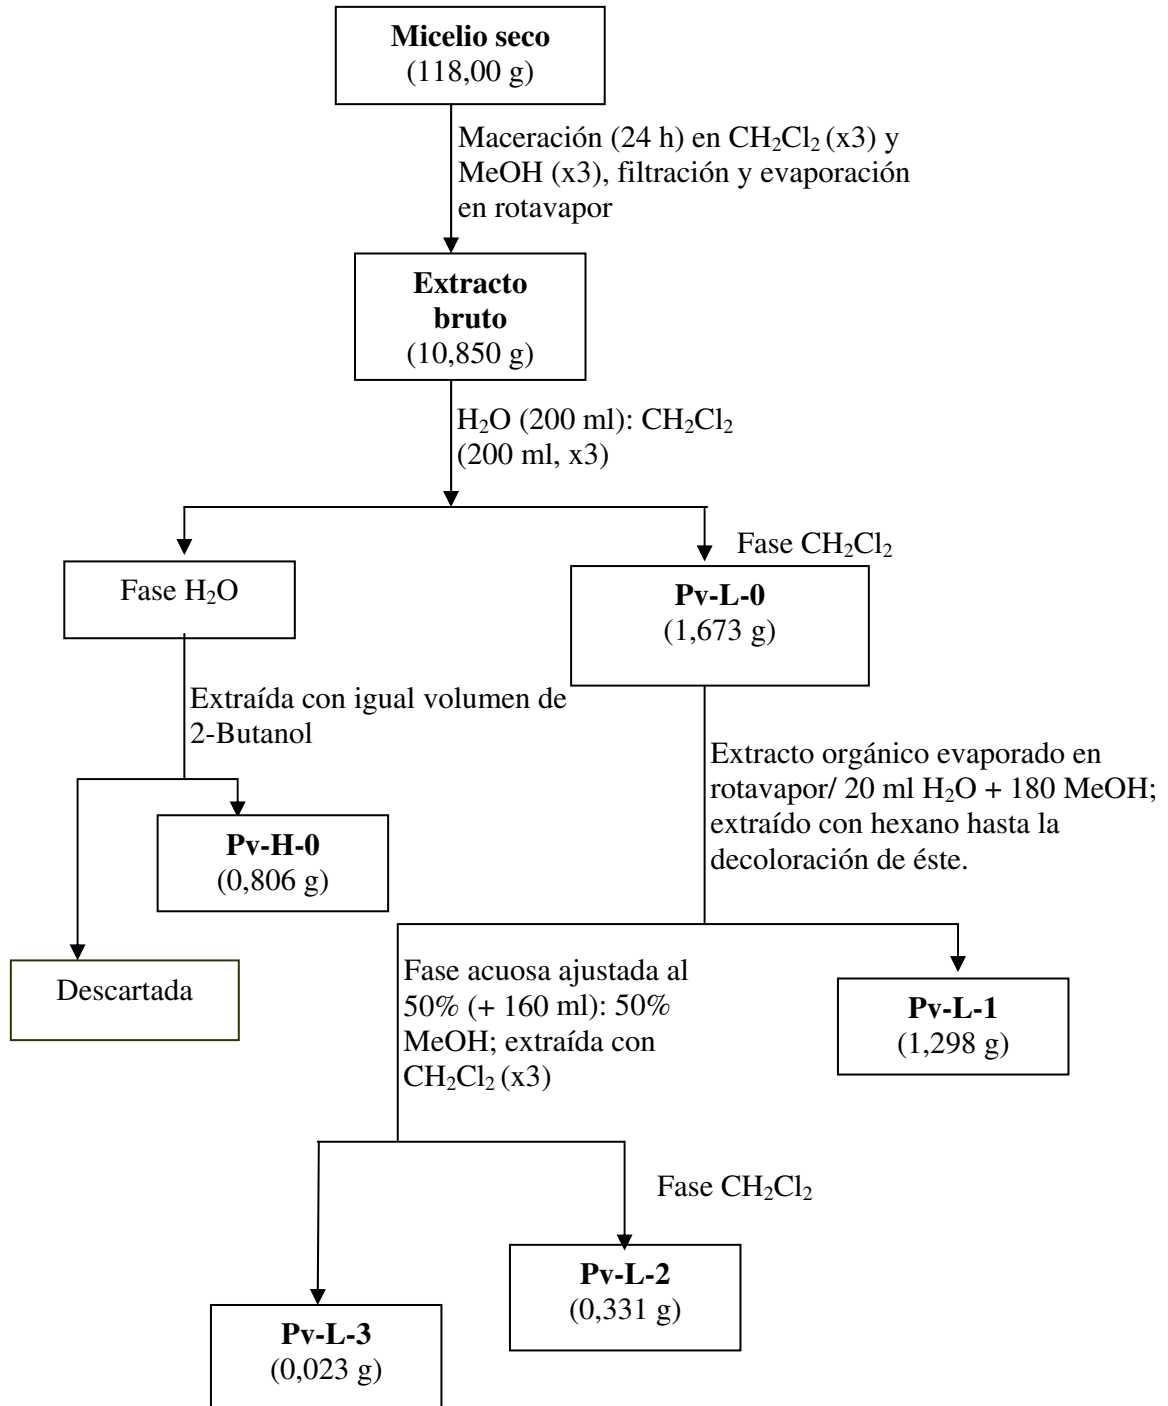 Micelio seco
(118,00 g)
Maceración (24 h) en CH₂Cl₂ (x3) y
MeOH (x3), filtración y evaporación
en rotavapor
Extracto
bruto
(10,850 g)
H₂O (200 ml): CH₂Cl₂
(200 ml, x3)
Fase CH₂Cl₂
Fase H₂O
Pv-L-0
(1,673 g)
Extraída con igual volumen de
2-Butanol
Extracto orgánico evaporado en
rotavapor/ 20 ml H₂O + 180 MeOH;
extraído con hexano hasta la
decoloración de éste.
Pv-H-0
(0,806 g)
Descartada
Fase acuosa ajustada al
50% (+ 160 ml): 50%
MeOH; extraída con
CH₂Cl₂ (x3)
Pv-L-1
(1,298 g)
Fase CH₂Cl₂
Pv-L-2
(0,331 g)
Pv-L-3
(0,023 g)